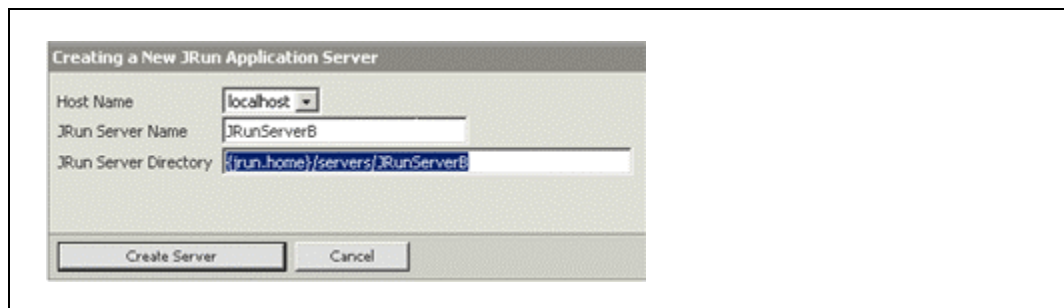 Creating a New JRun Application Server
Host Name localhost
JRun Server Name JRunServerB
JRun Server Directory {jrun.home}/servers/JRunServerB
Create Server Cancel